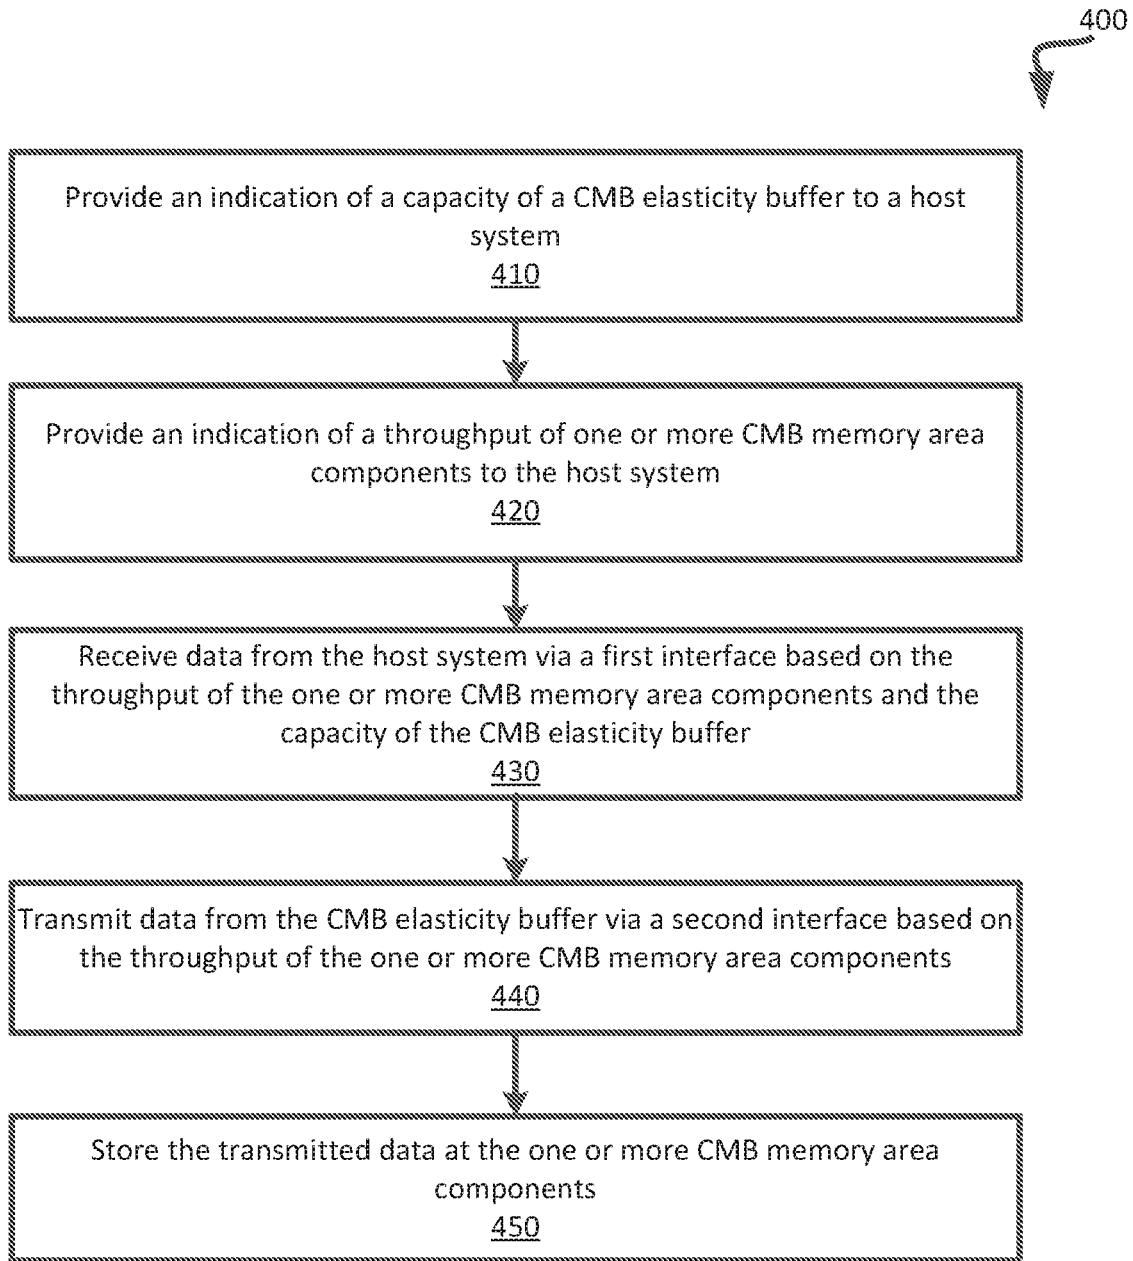 400
Provide an indication of a capacity of a CMB elasticity buffer to a host
system
410
Provide an indication of a throughput of one or more CMB memory area
components to the host system
420
Receive data from the host system via a first interface based on the
throughput of the one or more CMB memory area components and the
capacity of the CMB elasticity buffer
430
Transmit data from the CMB elasticity buffer via a second interface based on
the throughput of the one or more CMB memory area components
440
Store the transmitted data at the one or more CMB memory area
components
450